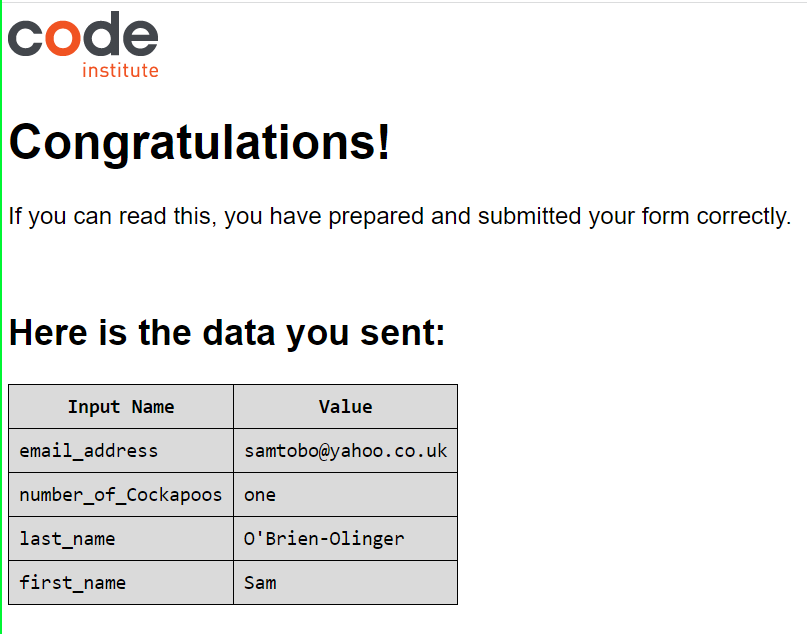 code
institute
Congratulations!
If you can read this, you have prepared and submitted your form correctly.
Here is the data you sent:
Input Name Value
email_address samtobo@yahoo.co.uk
number_of_Cockapoos one
last_name O'Brien-Olinger
first_name Sam